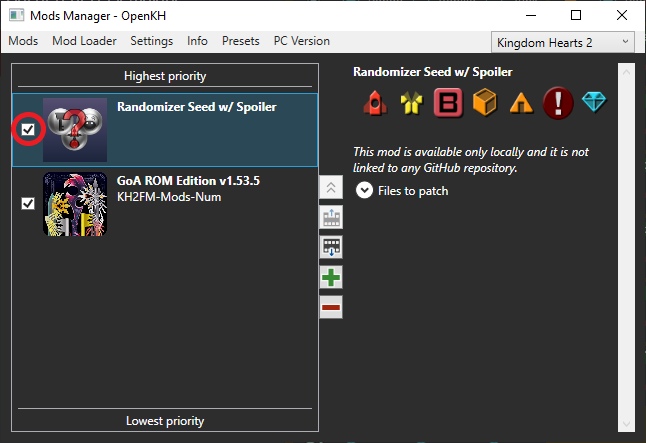 Mods Manager - OpenKH
Mods Mod Loader Settings Info Presets PC Version Kingdom Hearts 2
Highest priority
Randomizer Seed w/ Spoiler
GoA ROM Edition v1.53.5
KH2FM-Mods-Num
Lowest priority
Randomizer Seed w/ Spoiler
B !
This mod is available only locally and it is not
linked to any GitHub repository.
Files to patch